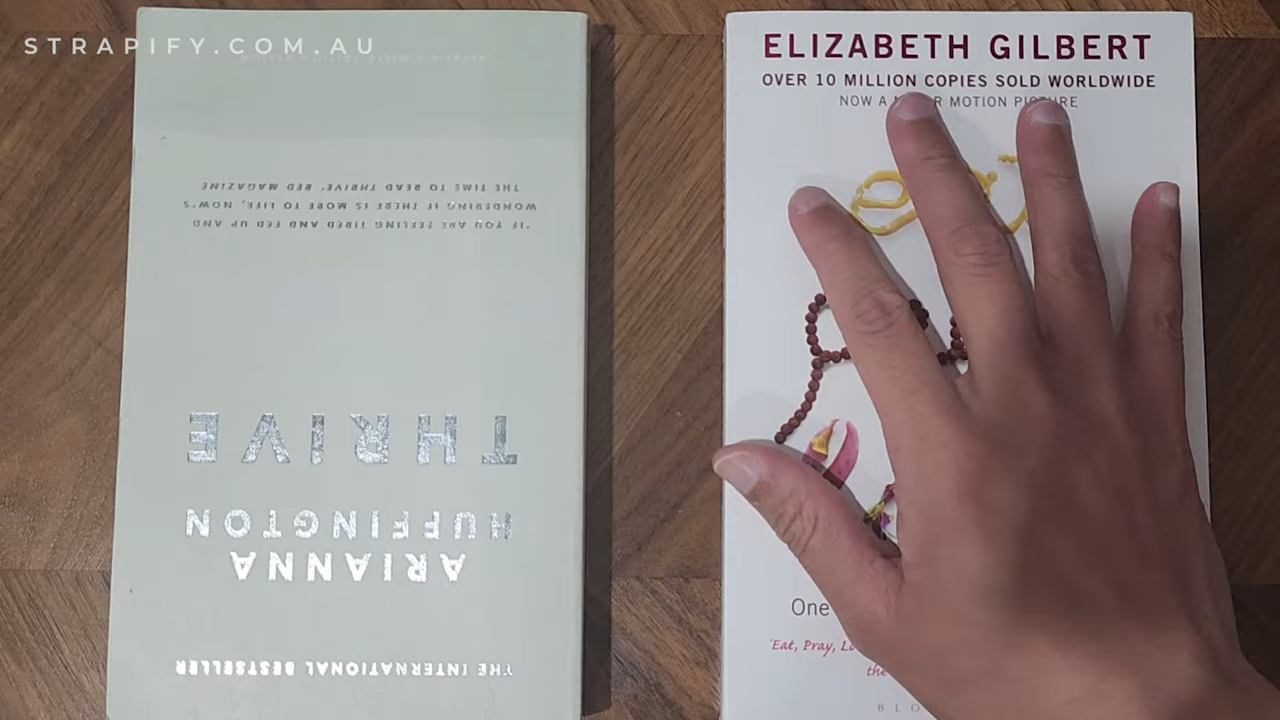 STRAPIFY.COM.AU
THE INTERNATIONAL BESTSELLER
ARIANNA
HUFFINGTON
THRIVE
'IF YOU ARE FEELING TIRED AND FED UP AND
WONDERING IF THERE IS MORE TO LIFE, NOW'S
THE TIME TO READ THRIVE. RED MAGAZINE
ELIZABETH GILBERT
OVER 10 MILLION COPIES SOLD WORLDWIDE
NOW A MOTION
One
'Eat, Pray,
the